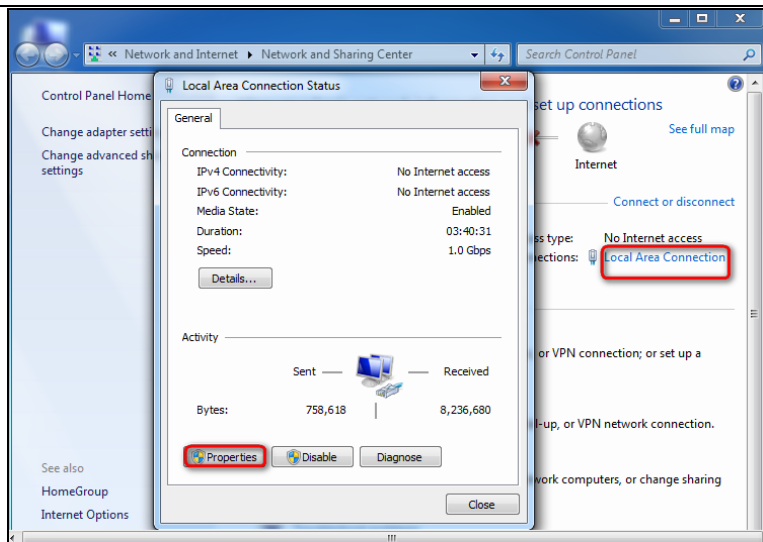 « Network and Internet ▸ Network and Sharing Center
Search Control Panel
Control Panel Home
Change adapter setti
Change advanced sh
settings
See also
HomeGroup
Internet Options
Local Area Connection Status
General
Connection
IPv4 Connectivity: No Internet access
IPv6 Connectivity: No Internet access
Media State: Enabled
Duration: 03:40:31
Speed: 1.0 Gbps
Details...
Activity
Sent — — Received
Bytes: 758,618 8,236,680
Properties Disable Diagnose
Close
set up connections
See full map
Internet
Connect or disconnect
ss type: No Internet access
nections: Local Area Connection
or VPN connection; or set up a
l-up, or VPN network connection.
work computers, or change sharing